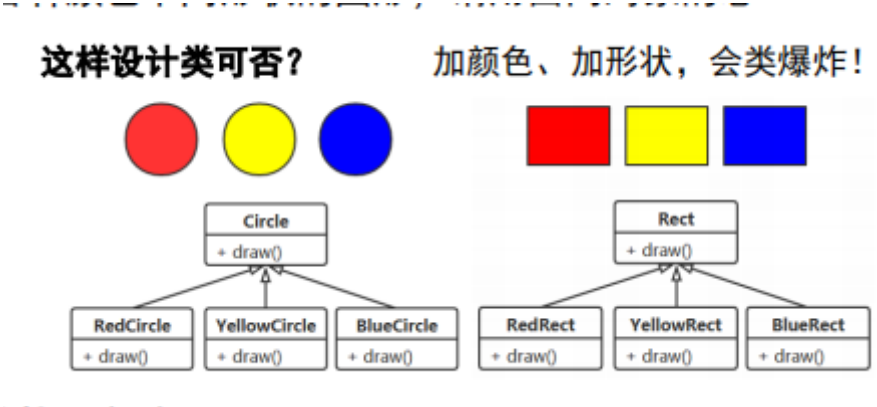 这样设计类可否？
加颜色、加形状，会类爆炸！
Circle
+ draw()
Rect
+ draw()
RedCircle
+ draw()
YellowCircle
+ draw()
BlueCircle
+ draw()
RedRect
+ draw()
YellowRect
+ draw()
BlueRect
+ draw()